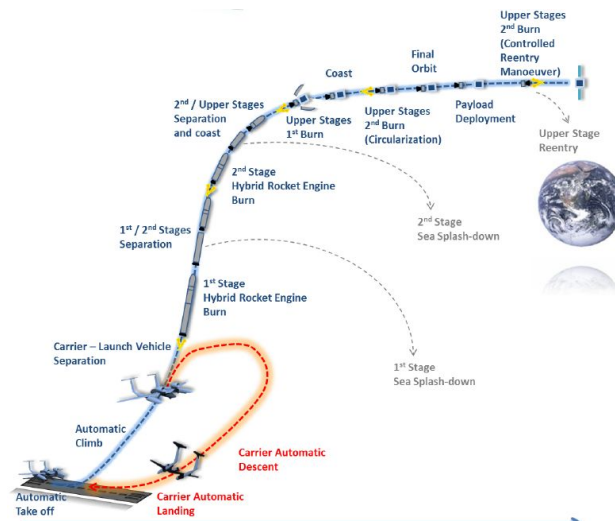 Upper Stages
2nd Burn
(Controlled
Reentry
Manoeuver)
Final
Orbit
Coast
2nd / Upper Stages
Separation
and coast
Upper Stages
1st Burn
Upper Stages
2nd Burn
(Circularization)
Payload
Deployment
Upper Stage
Reentry
2nd Stage
Hybrid Rocket Engine
Burn
2nd Stage
Sea Splash-down
1st / 2nd Stages
Separation
1st Stage
Hybrid Rocket Engine
Burn
Carrier – Launch Vehicle
Separation
1st Stage
Sea Splash-down
Automatic
Climb
Carrier Automatic
Descent
Automatic
Take off
Carrier Automatic
Landing